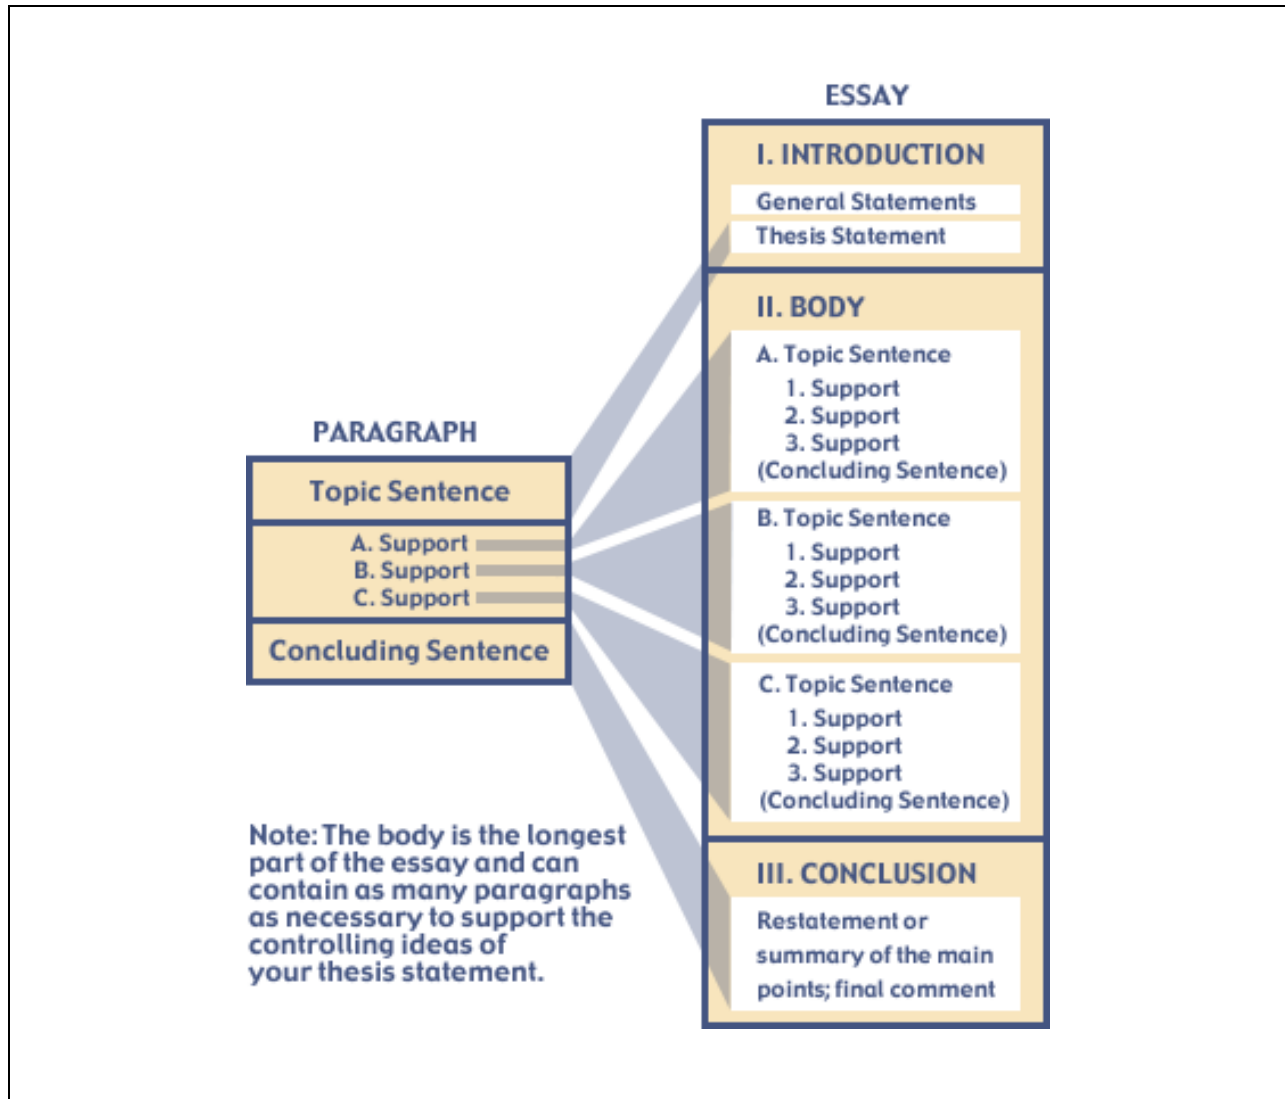 PARAGRAPH
Topic Sentence
A. Support
B. Support
C. Support
Concluding Sentence
Note: The body is the longest
part of the essay and can
contain as many paragraphs
as necessary to support the
controlling ideas of
your thesis statement.
ESSAY
I. INTRODUCTION
General Statements
Thesis Statement
II. BODY
A. Topic Sentence
1. Support
2. Support
3. Support
(Concluding Sentence)
B. Topic Sentence
1. Support
2. Support
3. Support
(Concluding Sentence)
C. Topic Sentence
1. Support
2. Support
3. Support
(Concluding Sentence)
III. CONCLUSION
Restatement or
summary of the main
points; final comment